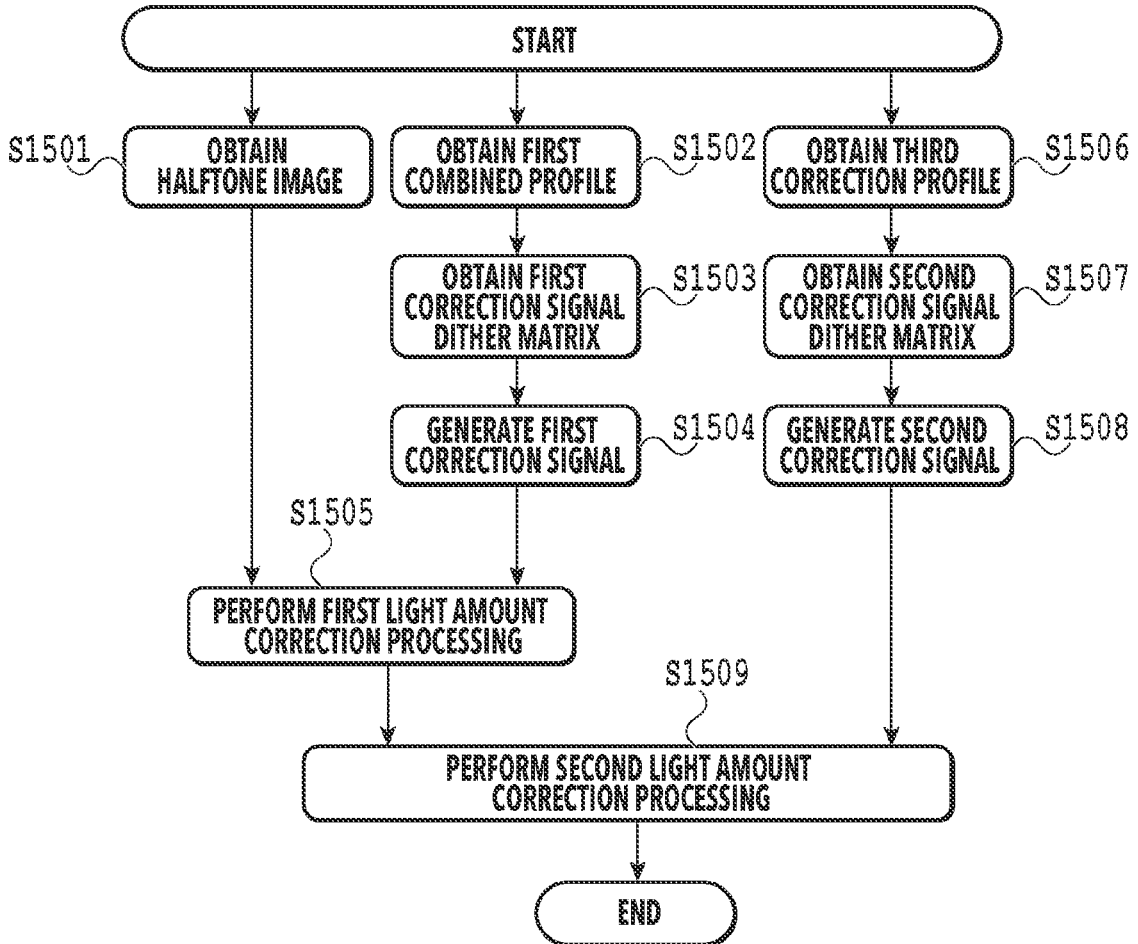 START
S1501
OBTAIN
HALFTONE IMAGE
OBTAIN FIRST
COMBINED PROFILE
S1502
OBTAIN THIRD
CORRECTION PROFILE
S1506
OBTAIN FIRST
CORRECTION SIGNAL
DITHER MATRIX
S1503
OBTAIN SECOND
CORRECTION SIGNAL
DITHER MATRIX
S1507
GENERATE FIRST
CORRECTION SIGNAL
S1504
GENERATE SECOND
CORRECTION SIGNAL
S1508
S1505
PERFORM FIRST LIGHT AMOUNT
CORRECTION PROCESSING
S1509
PERFORM SECOND LIGHT AMOUNT
CORRECTION PROCESSING
END